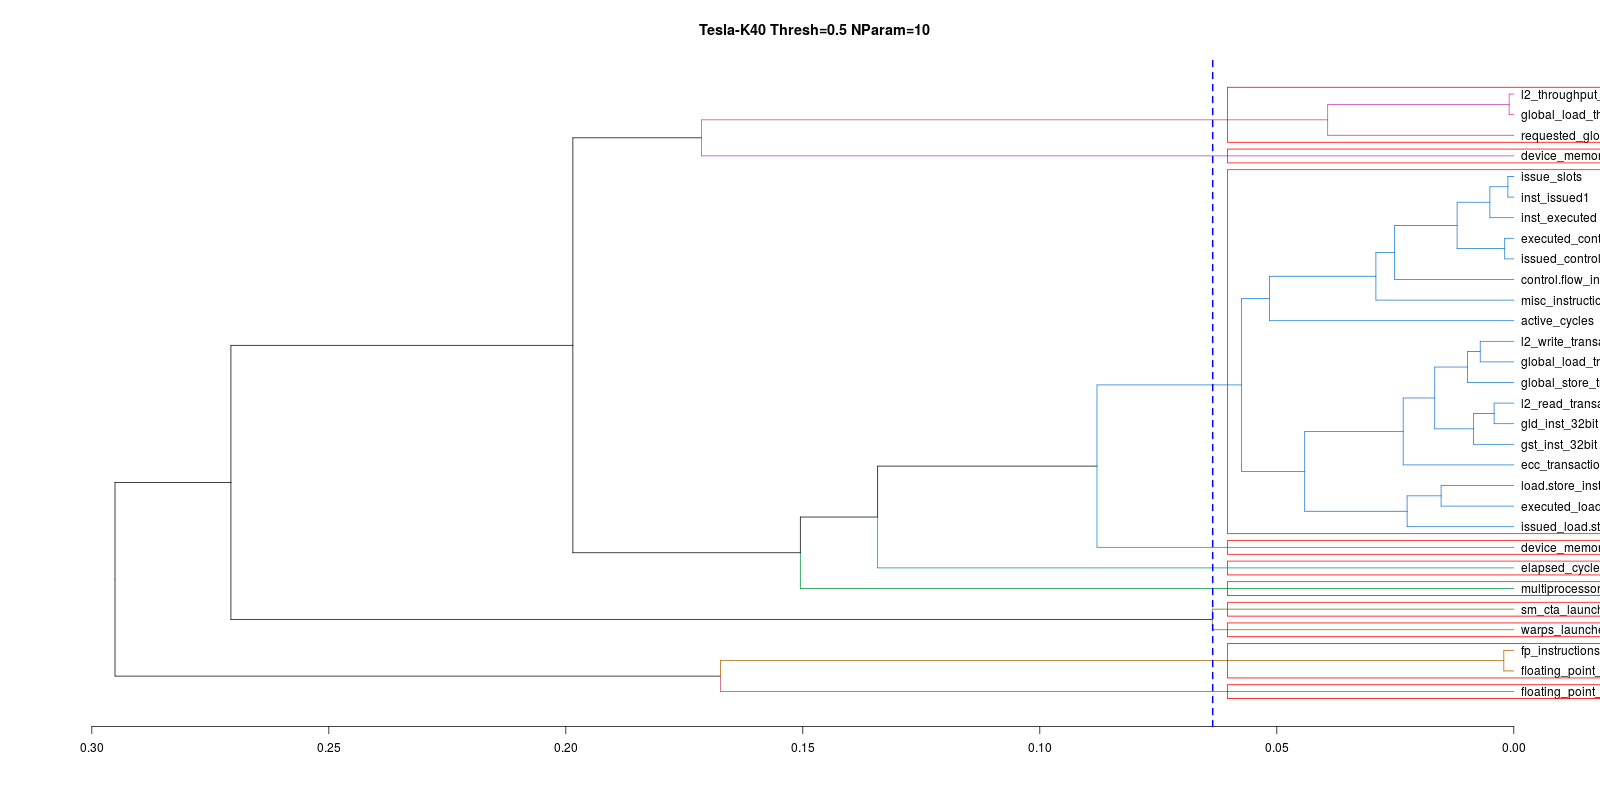 Tesla-K40 Thresh=0.5 NParam=10
l2_throughput_
global_load_th
requested_glo
device_memor
issue_slots
inst_issued1
inst_executed
executed_cont
issued_control
control.flow_in
misc_instructio
active_cycles
l2_write_transa
global_load_tr
global_store_t
l2_read_transa
gld_inst_32bit
gst_inst_32bit
ecc_transactio
load.store_inst
executed_load
issued_load.st
device_memor
elapsed_cycle
multiprocessor
sm_cta_launch
warps_launche
fp_instructions
floating_point_
floating_point_
0.30 0.25 0.20 0.15 0.10 0.05 0.00